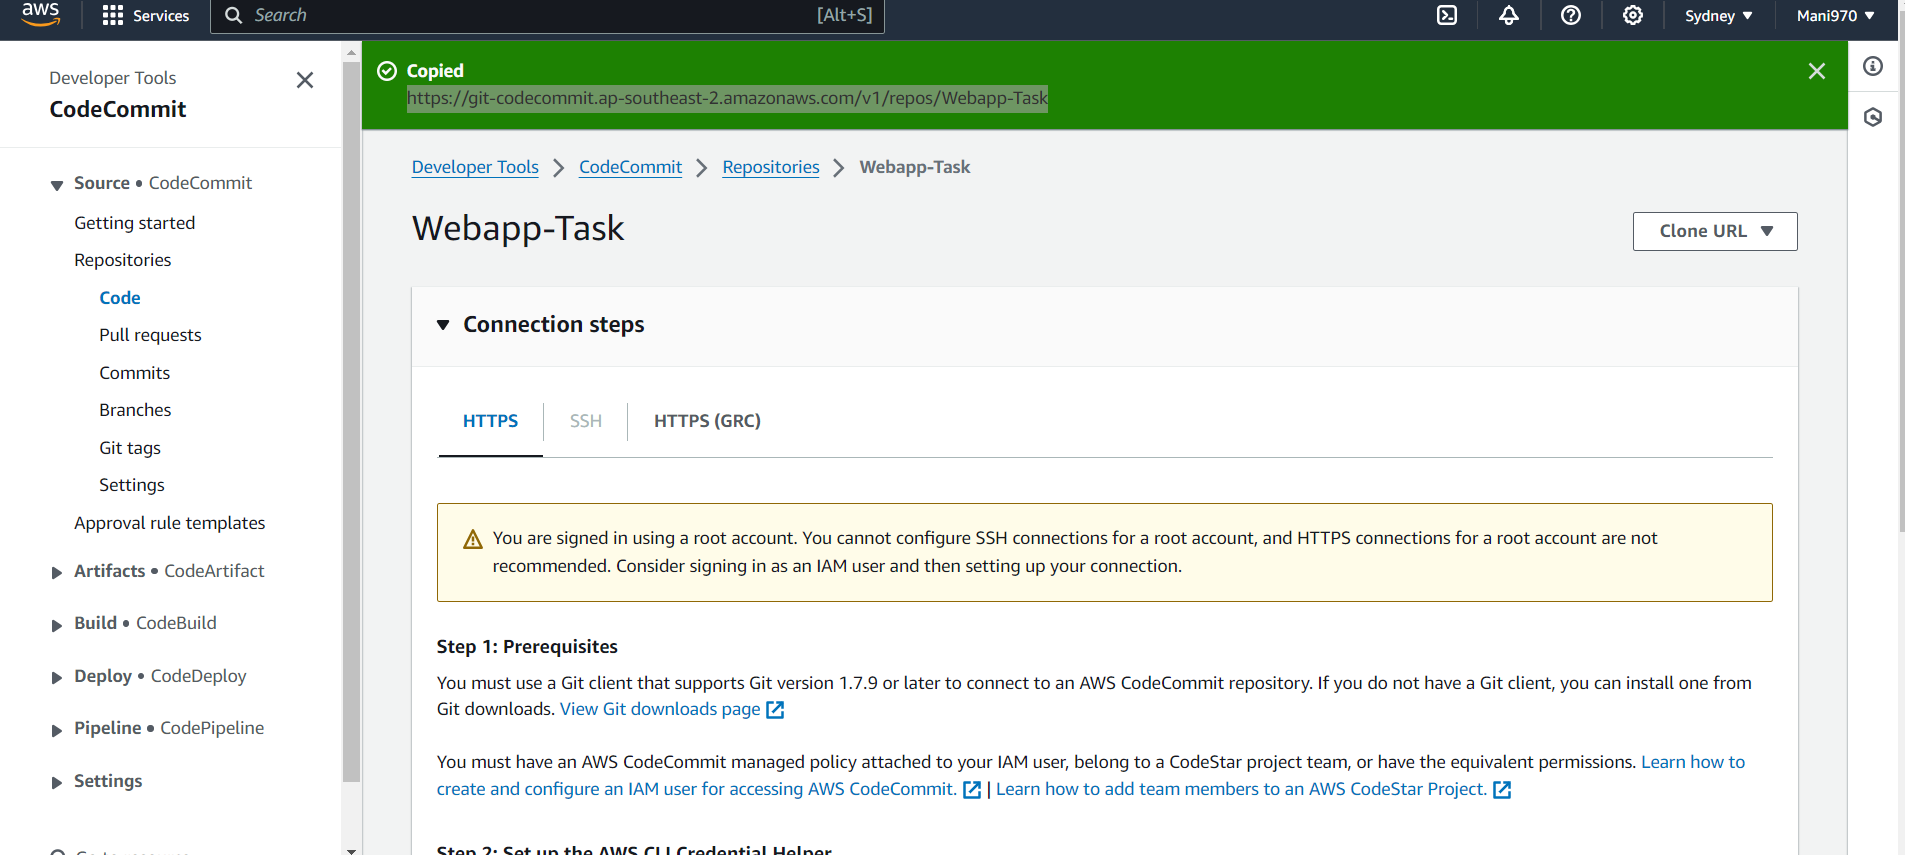 aws
Services
Search
[Alt+S]
Sydney
Mani970
Developer Tools
CodeCommit
Source • CodeCommit
Getting started
Repositories
Code
Pull requests
Commits
Branches
Git tags
Settings
Approval rule templates
Artifacts • CodeArtifact
Build • CodeBuild
Deploy • CodeDeploy
Pipeline • CodePipeline
Settings
Copied
https://git-codecommit.ap-southeast-2.amazonaws.com/v1/repos/Webapp-Task
Developer Tools > CodeCommit > Repositories > Webapp-Task
Webapp-Task
Clone URL
Connection steps
HTTPS
SSH
HTTPS (GRC)
You are signed in using a root account. You cannot configure SSH connections for a root account, and HTTPS connections for a root account are not
recommended. Consider signing in as an IAM user and then setting up your connection.
Step 1: Prerequisites
You must use a Git client that supports Git version 1.7.9 or later to connect to an AWS CodeCommit repository. If you do not have a Git client, you can install one from
Git downloads. View Git downloads page
You must have an AWS CodeCommit managed policy attached to your IAM user, belong to a CodeStar project team, or have the equivalent permissions. Learn how to
create and configure an IAM user for accessing AWS CodeCommit. | Learn how to add team members to an AWS CodeStar Project.
Step 2: Set up the AWS CLI Credential Helper